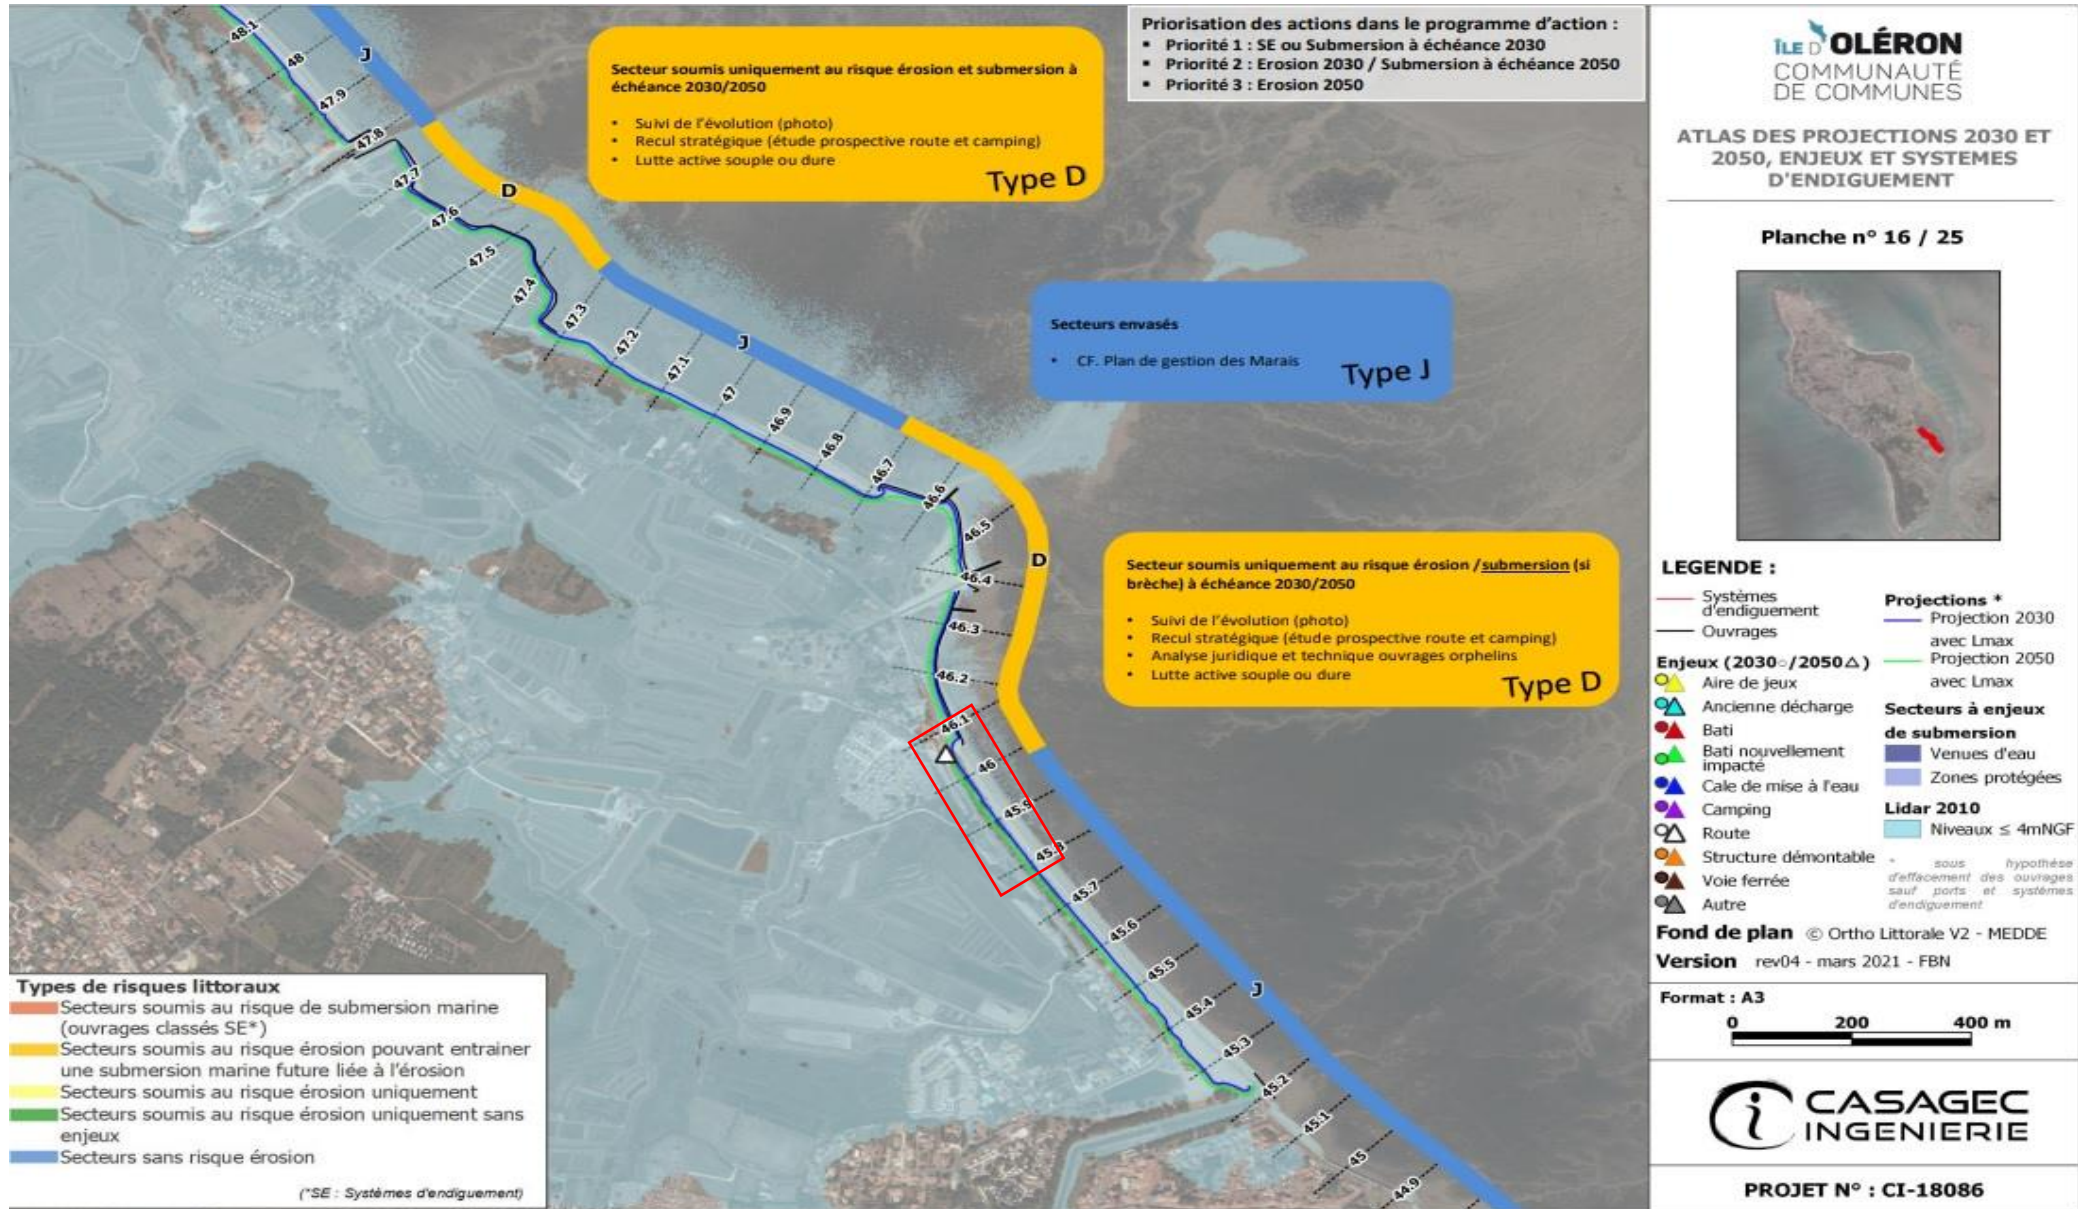 Priorisation des actions dans le programme d'action :
▪ Priorité 1 : SE ou Submersion à échéance 2030
▪ Priorité 2 : Erosion 2030 / Submersion à échéance 2050
▪ Priorité 3 : Erosion 2050
Secteur soumis uniquement au risque érosion et submersion à
échéance 2030/2050
• Suivi de l'évolution (photo)
• Recul stratégique (étude prospective route et camping)
• Lutte active souple ou dure
Type D
Secteurs envasés
• CF. Plan de gestion des Marais
Type J
Secteur soumis uniquement au risque érosion /submersion (si
brèche) à échéance 2030/2050
• Suivi de l'évolution (photo)
• Recul stratégique (étude prospective route et camping)
• Analyse juridique et technique ouvrages orphelins
• Lutte active souple ou dure
Type D
J
D
J
D
J
48.1
48
47.9
47.8
47.7
47.6
47.5
47.4
47.3
47.2
47.1
47
46.9
46.8
46.7
46.6
46.5
46.4
46.3
46.2
46.1
46
45.9
45.8
45.7
45.6
45.5
45.4
45.3
45.2
45.1
45
44.9
Types de risques littoraux
Secteurs soumis au risque de submersion marine
(ouvrages classés SE*)
Secteurs soumis au risque érosion pouvant entrainer
une submersion marine future liée à l'érosion
Secteurs soumis au risque érosion uniquement
Secteurs soumis au risque érosion uniquement sans
enjeux
Secteurs sans risque érosion
(*SE : Systèmes d'endiguement)
ÎLE D'OLÉRON
COMMUNAUTÉ
DE COMMUNES
ATLAS DES PROJECTIONS 2030 ET
2050, ENJEUX ET SYSTEMES
D'ENDIGUEMENT
Planche n° 16 / 25
LEGENDE :
Systèmes
d'endiguement
Ouvrages
Enjeux (2030○/2050△)
Aire de jeux
Ancienne décharge
Bati
Bati nouvellement
impacté
Cale de mise à l'eau
Camping
Route
Structure démontable
Voie ferrée
Autre
Projections *
Projection 2030
avec Lmax
Projection 2050
avec Lmax
Secteurs à enjeux
de submersion
Venues d'eau
Zones protégées
Lidar 2010
Niveaux ≤ 4mNGF
* sous hypothèse
d'effacement des ouvrages
sauf ports et systèmes
d'endiguement
Fond de plan © Ortho Littorale V2 - MEDDE
Version rev04 - mars 2021 - FBN
Format : A3
0 200 400 m
CASAGEC
INGENIERIE
PROJET N° : CI-18086